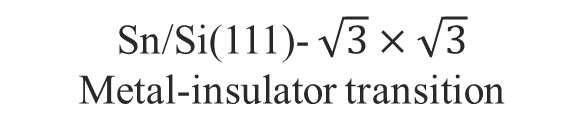 Sn/Si(111)- √3 × √3
Metal-insulator transition